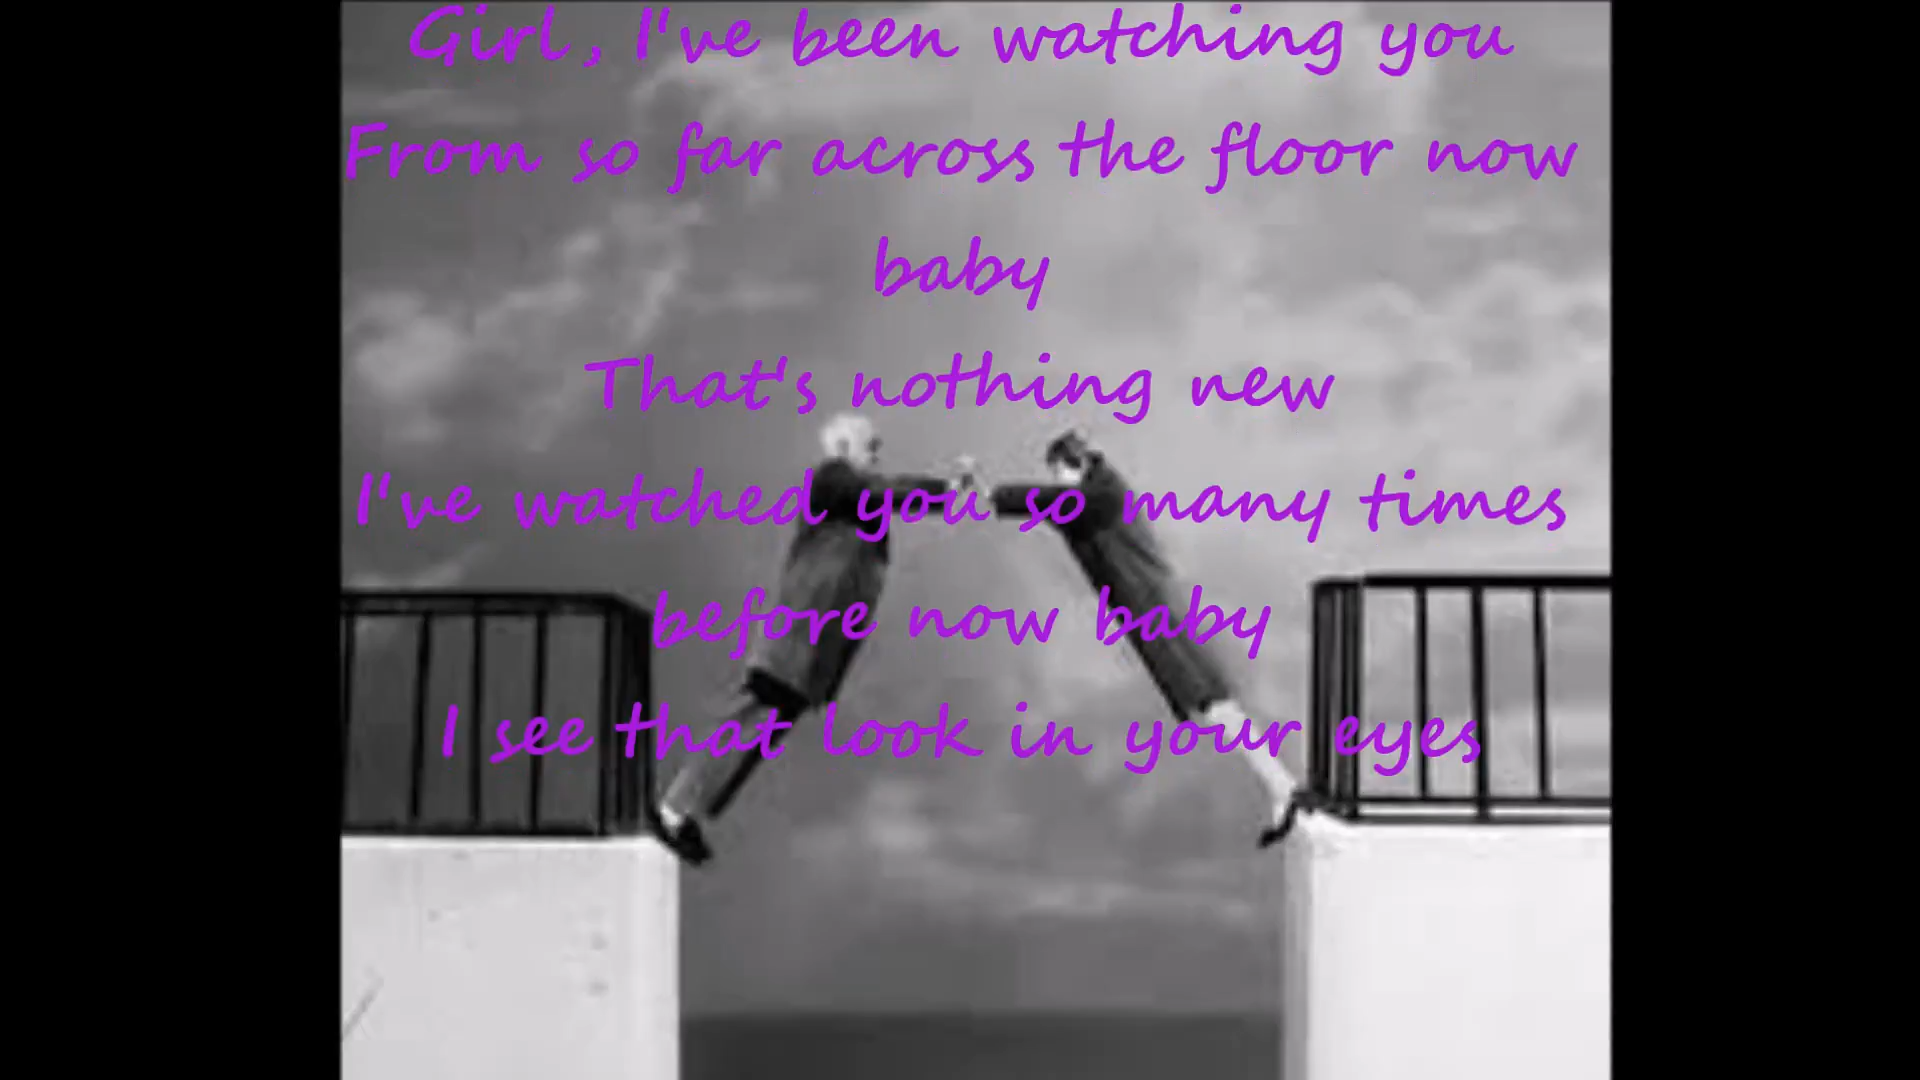 Girl, I've been watching you
From so far across the floor now
baby
That's nothing new
I've watched you so many times
before now baby
I see that look in your eyes